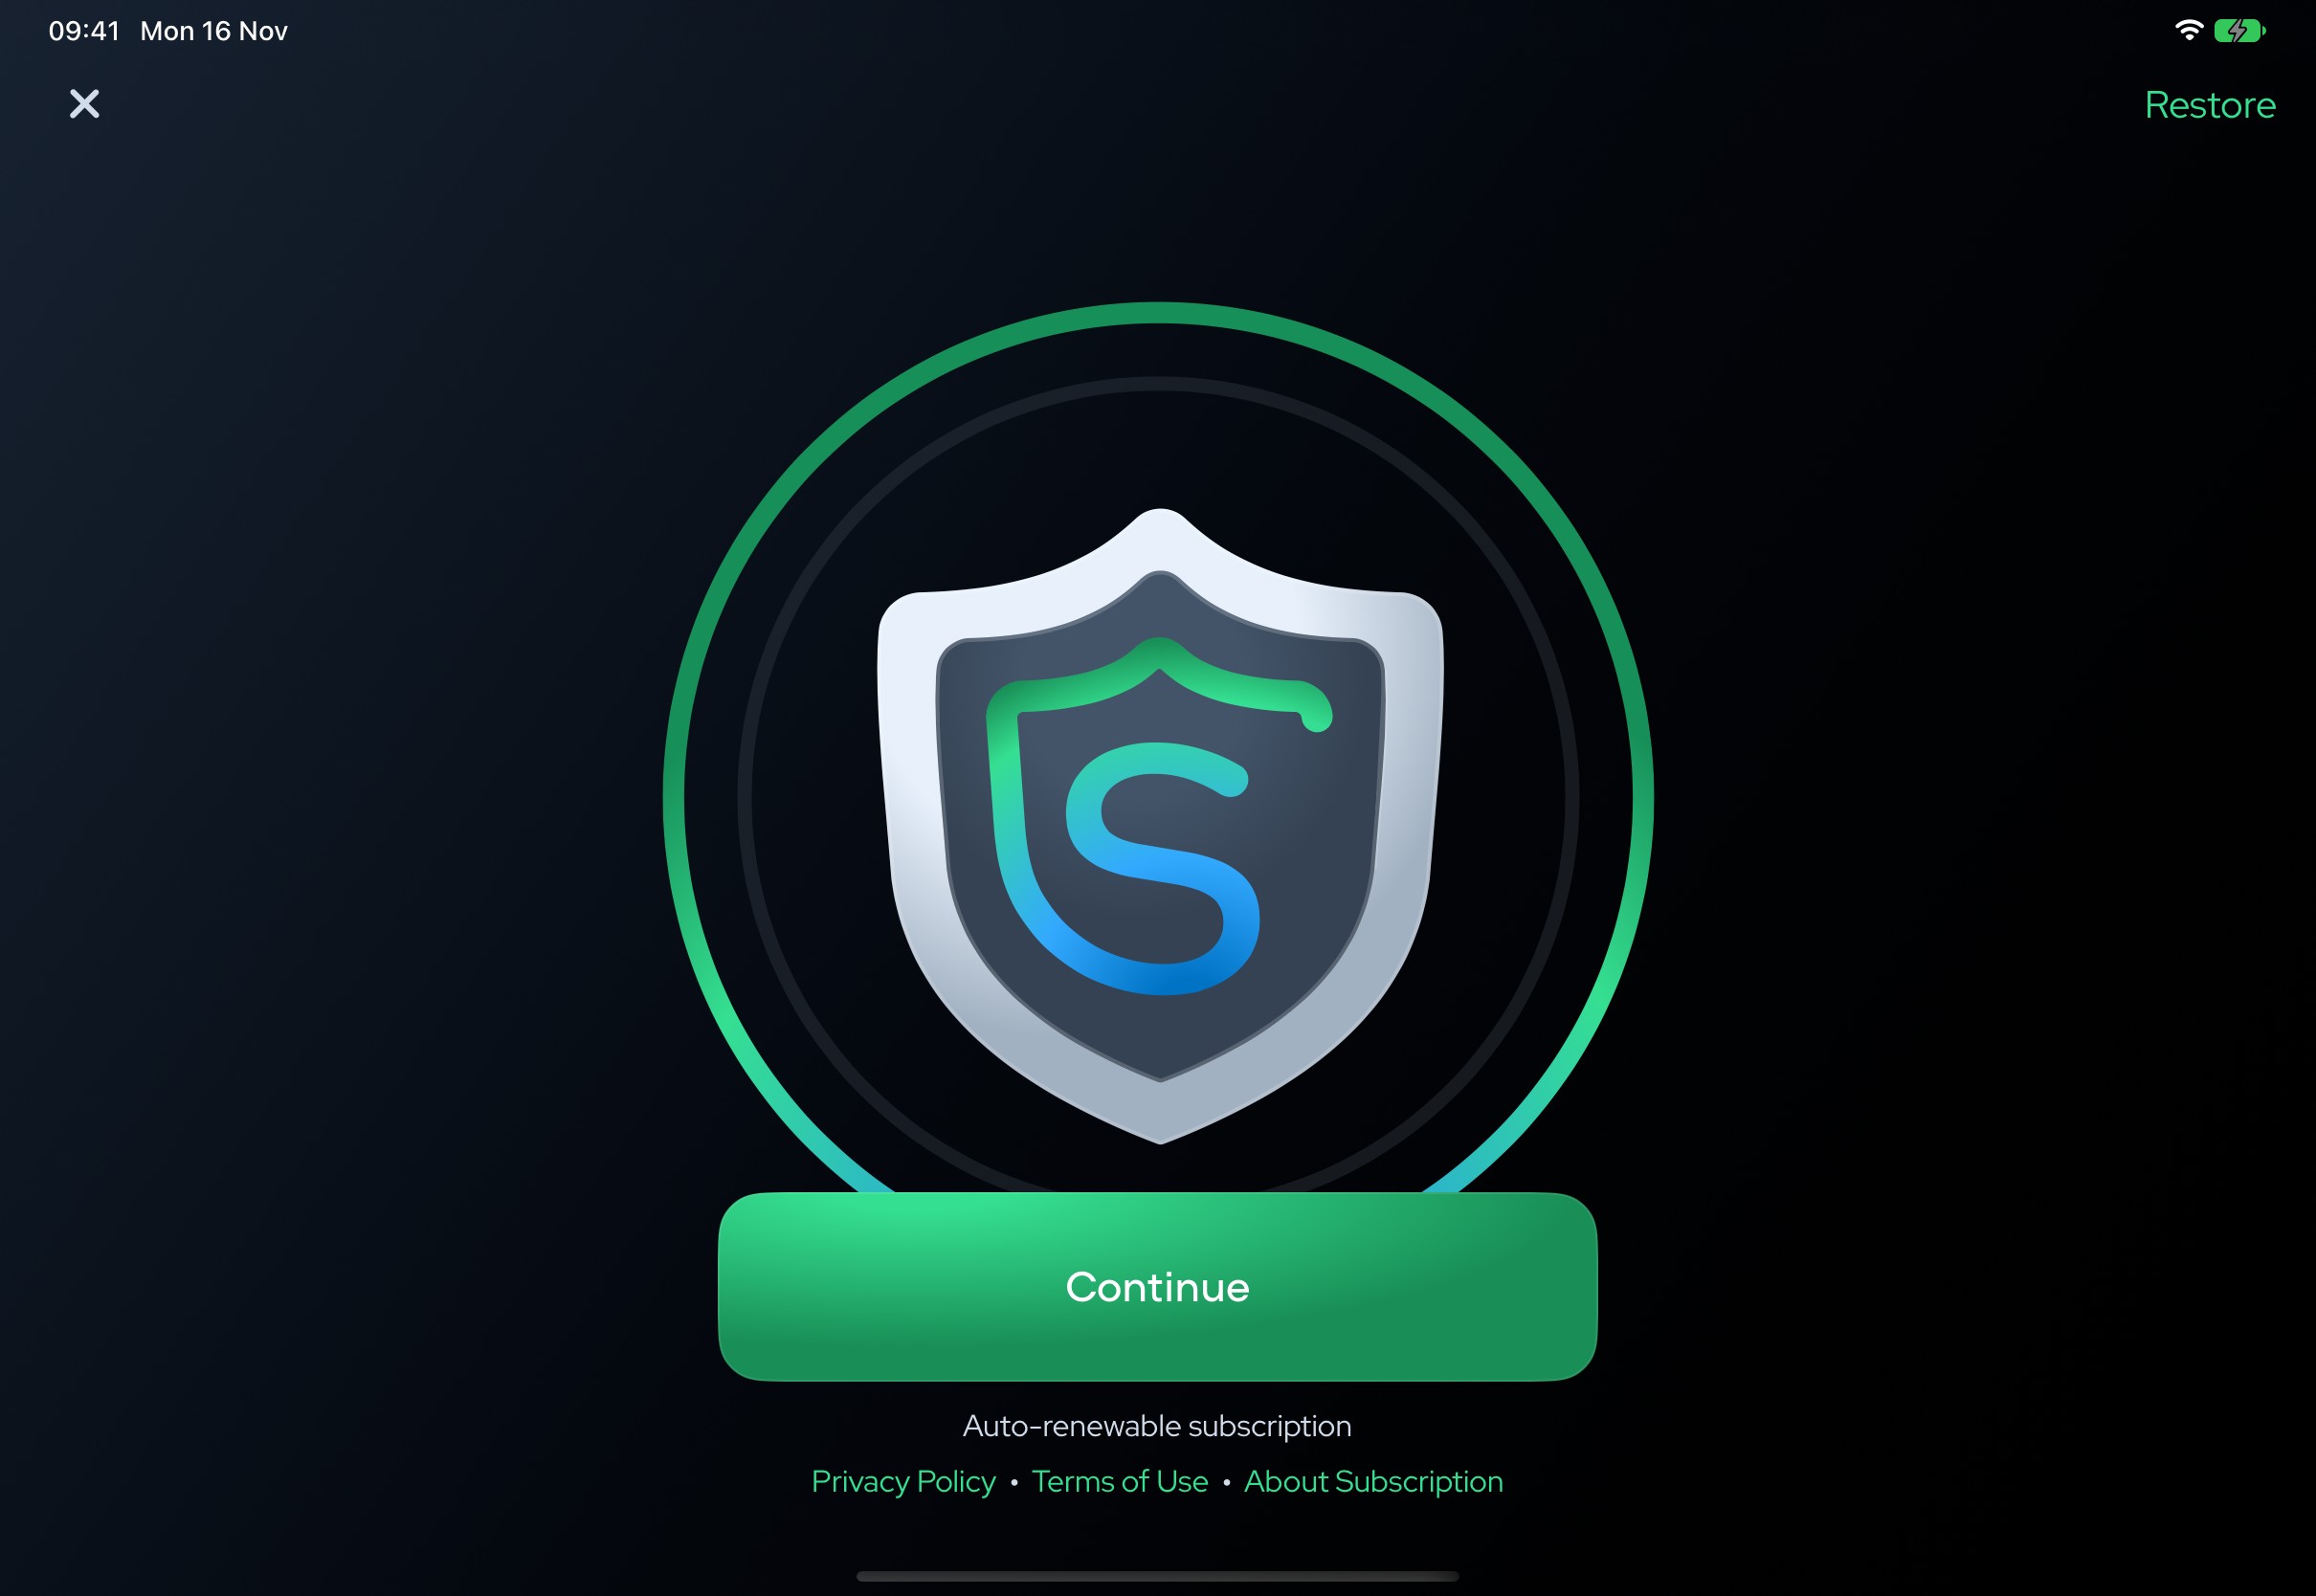 09:41 Mon 16 Nov
Restore
Continue
Auto-renewable subscription
Privacy Policy • Terms of Use • About Subscription